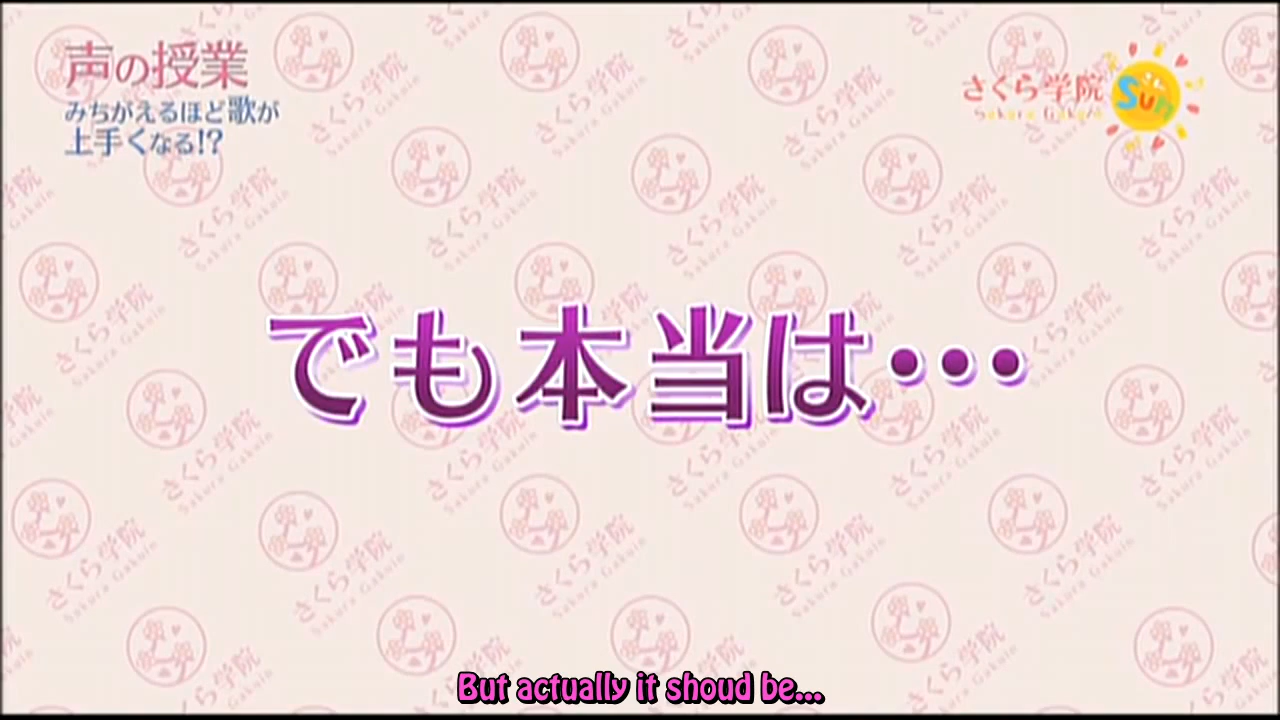 声の授業
みちがえるほど歌が
上手くなる!?
さくら学院
Sakura Gakuin
Sun
でも本当は…
But actually it shoud be...